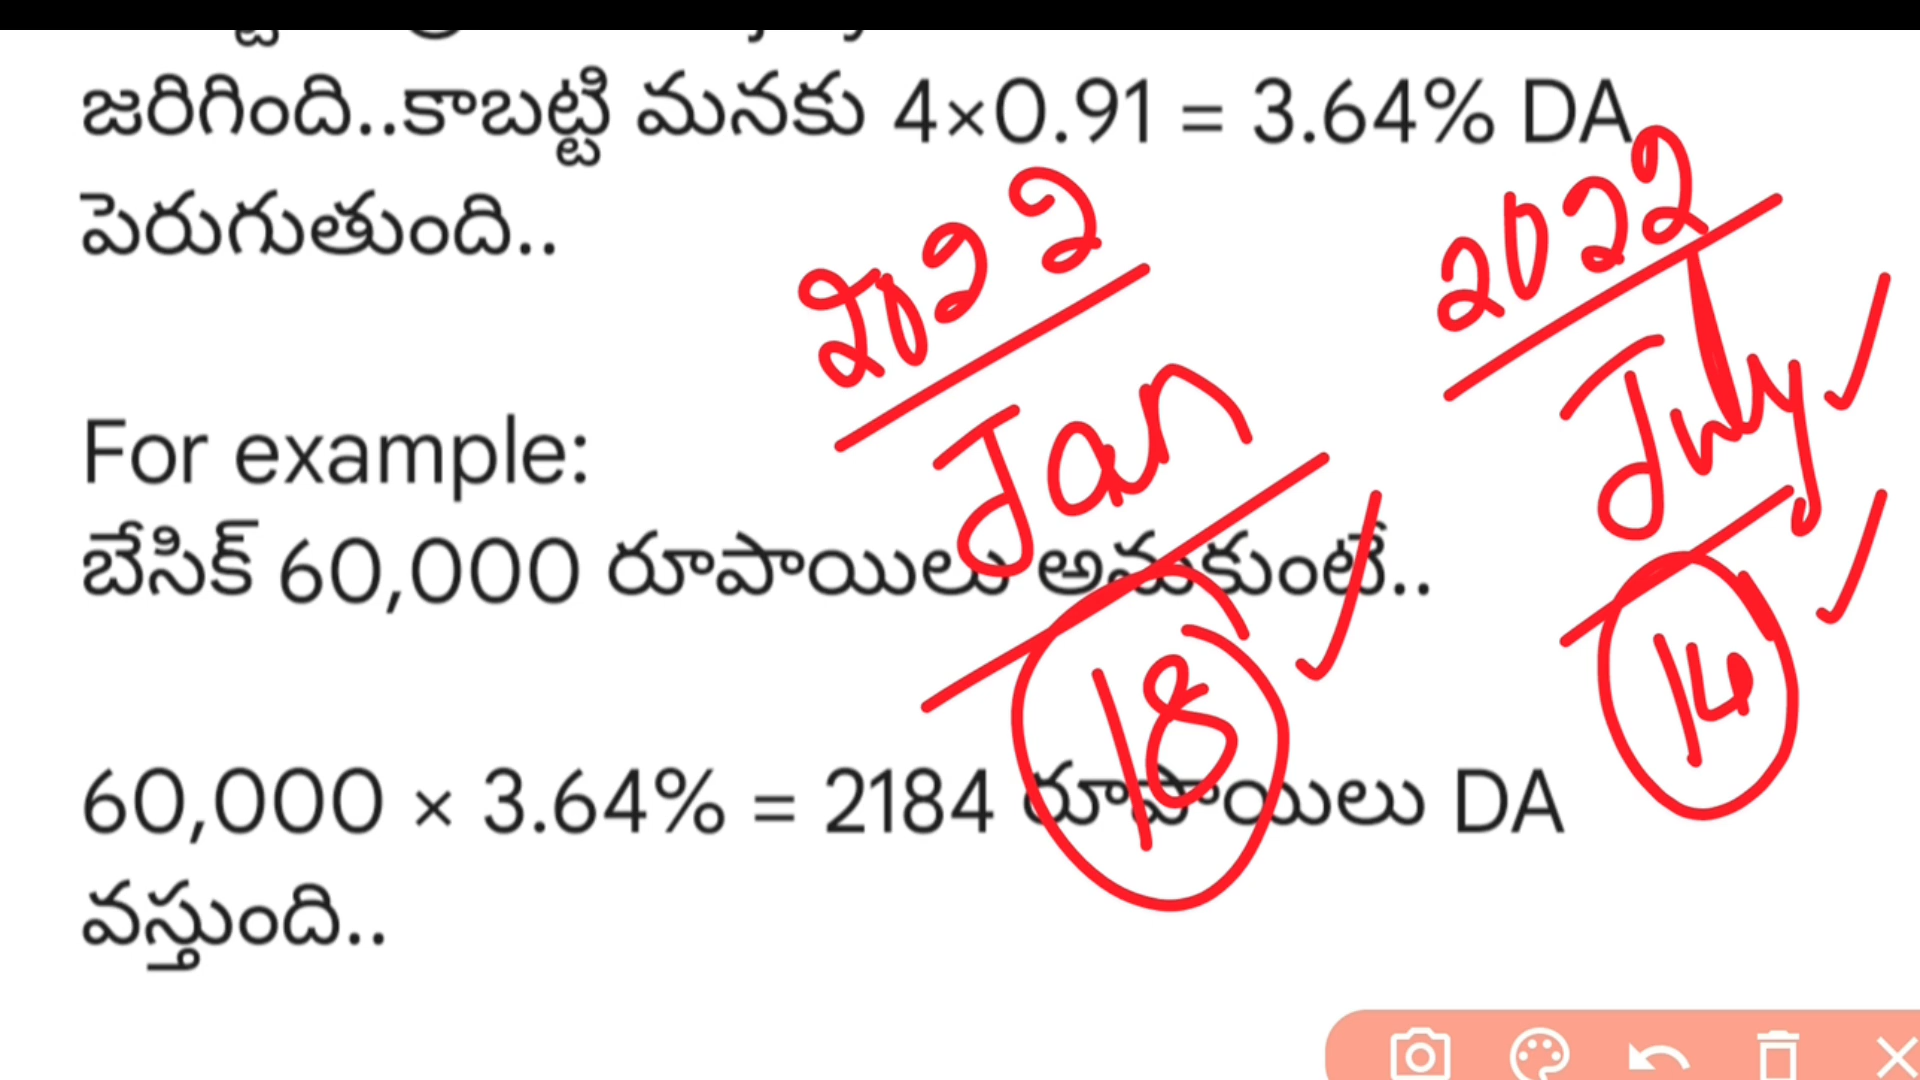 జరిగింది..కాబట్టి మనకు 4×0.91 = 3.64% DA
పెరుగుతుంది..
2022
Jan
18
2022
July
14
For example:
బేసిక్ 60,000 రూపాయిలు అనుకుంటే..
60,000 × 3.64% = 2184 రూపాయిలు DA
వస్తుంది..